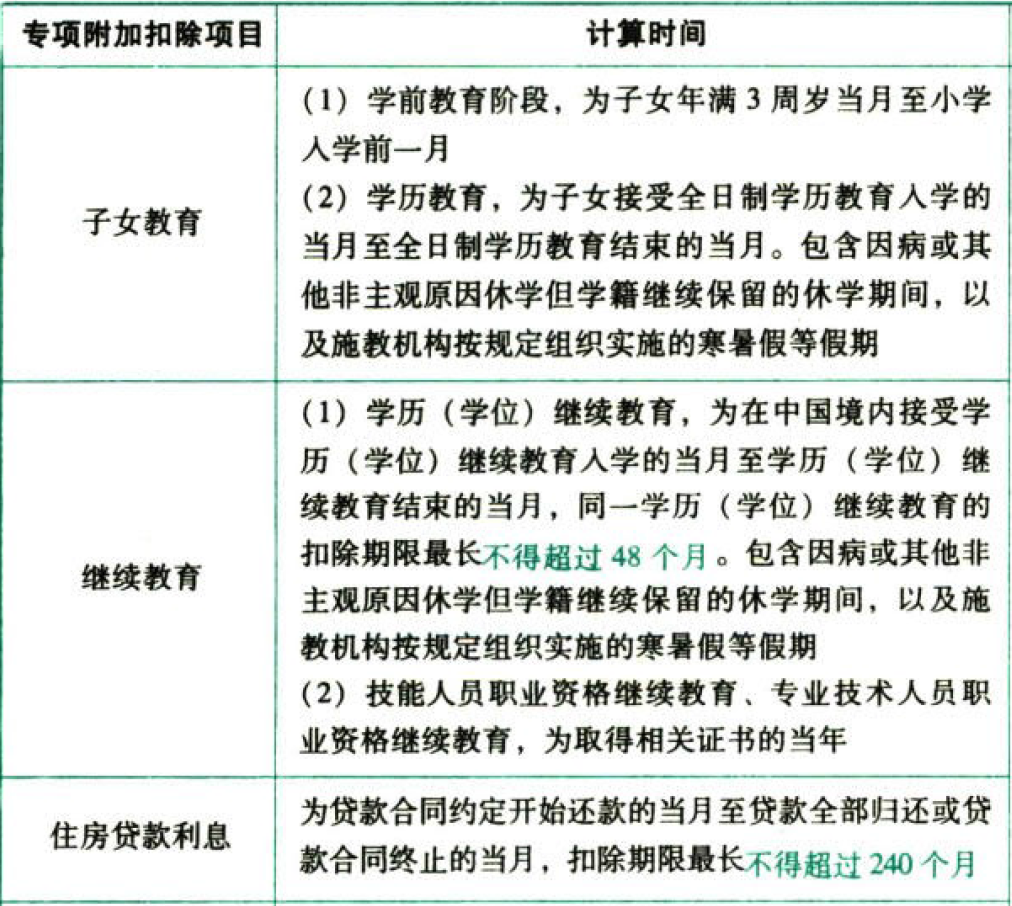 专项附加扣除项目
计算时间
子女教育
(1) 学前教育阶段，为子女年满 3 周岁当月至小学
入学前一月
(2) 学历教育，为子女接受全日制学历教育入学的
当月至全日制学历教育结束的当月。包含因病或其
他非主观原因休学但学籍继续保留的休学期间，以
及施教机构按规定组织实施的寒暑假等假期
继续教育
(1) 学历（学位）继续教育，为在中国境内接受学
历（学位）继续教育入学的当月至学历（学位）继
续教育结束的当月，同一学历（学位）继续教育的
扣除期限最长不得超过 48 个月。包含因病或其他非
主观原因休学但学籍继续保留的休学期间，以及施
教机构按规定组织实施的寒暑假等假期
(2) 技能人员职业资格继续教育、专业技术人员职
业资格继续教育，为取得相关证书的当年
住房贷款利息
为贷款合同约定开始还款的当月至贷款全部归还或贷
款合同终止的当月，扣除期限最长不得超过 240 个月